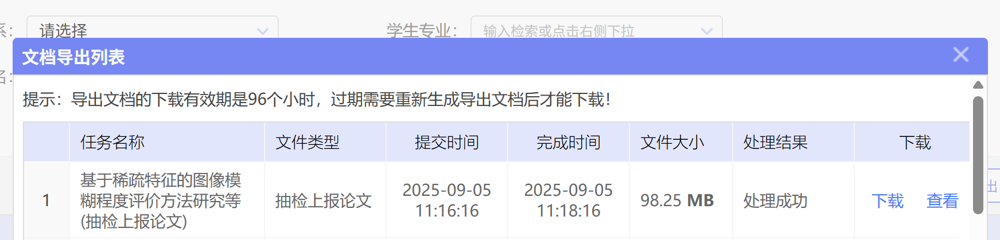 系：
请选择
学生专业：
输入检索或点击右侧下拉
文档导出列表
名：
提示：导出文档的下载有效期是96个小时，过期需要重新生成导出文档后才能下载！
任务名称 文件类型 提交时间 完成时间 文件大小 处理结果 下载
1
基于稀疏特征的图像模
糊程度评价方法研究等
(抽检上报论文)
抽检上报论文
2025-09-05
11:16:16
2025-09-05
11:18:16
98.25 MB
处理成功
下载 查看
出